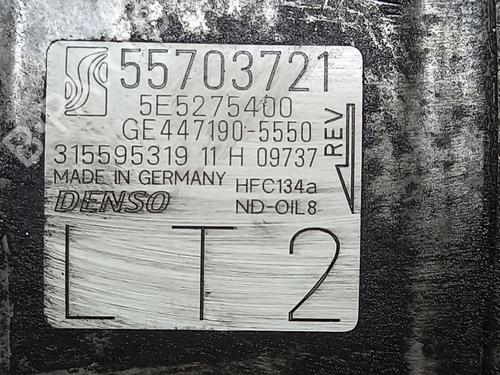 55703721
5E5275400
GE447190-5550
315595319 11 H 09737
REV
MADE IN GERMANY HFC134a
DENSO ND-OIL8
LT2